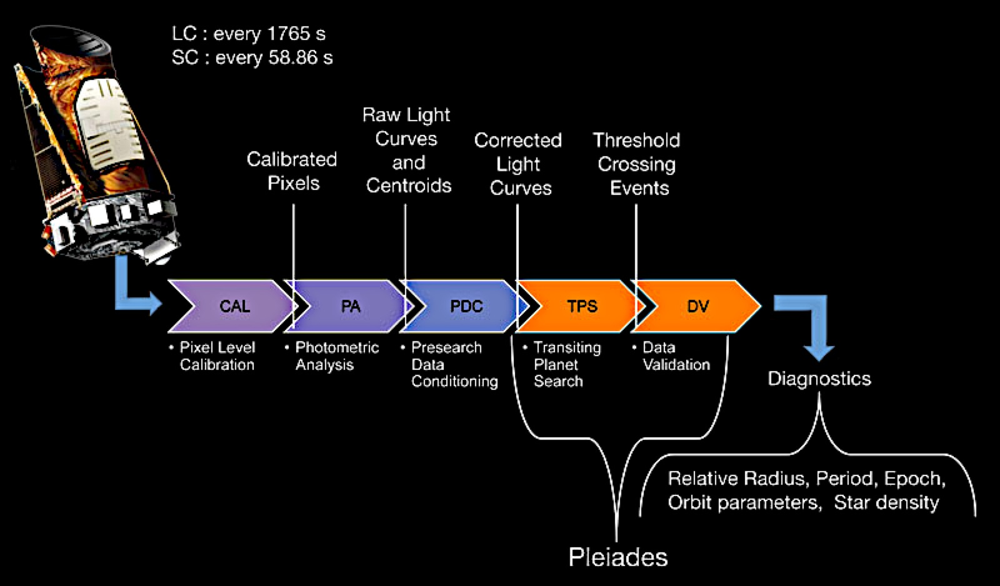 LC : every 1765 s
SC : every 58.86 s
Calibrated
Pixels
Raw Light
Curves
and
Centroids
Corrected
Light
Curves
Threshold
Crossing
Events
CAL
PA
PDC
TPS
DV
• Pixel Level
Calibration
• Photometric
Analysis
• Presearch
Data
Conditioning
• Transiting
Planet
Search
• Data
Validation
Diagnostics
Relative Radius, Period, Epoch,
Orbit parameters, Star density
Pleiades